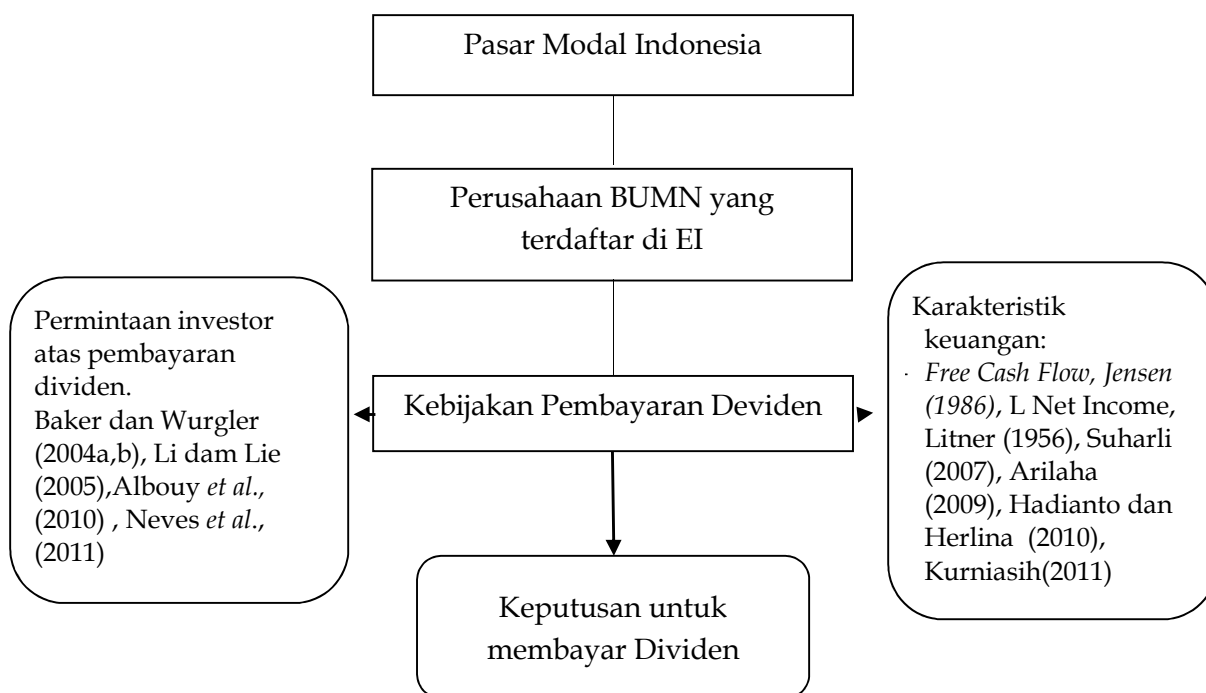 Pasar Modal Indonesia
Perusahaan BUMN yang
terdaftar di EI
Permintaan investor
atas pembayaran
dividen.
Baker dan Wurgler
(2004a,b), Li dam Lie
(2005),Albouy et al.,
(2010) , Neves et al.,
(2011)
Kebijakan Pembayaran Deviden
Karakteristik
keuangan:
· Free Cash Flow, Jensen
(1986), L Net Income,
Litner (1956), Suharli
(2007), Arilaha
(2009), Hadianto dan
Herlina (2010),
Kurniasih(2011)
Keputusan untuk
membayar Dividen